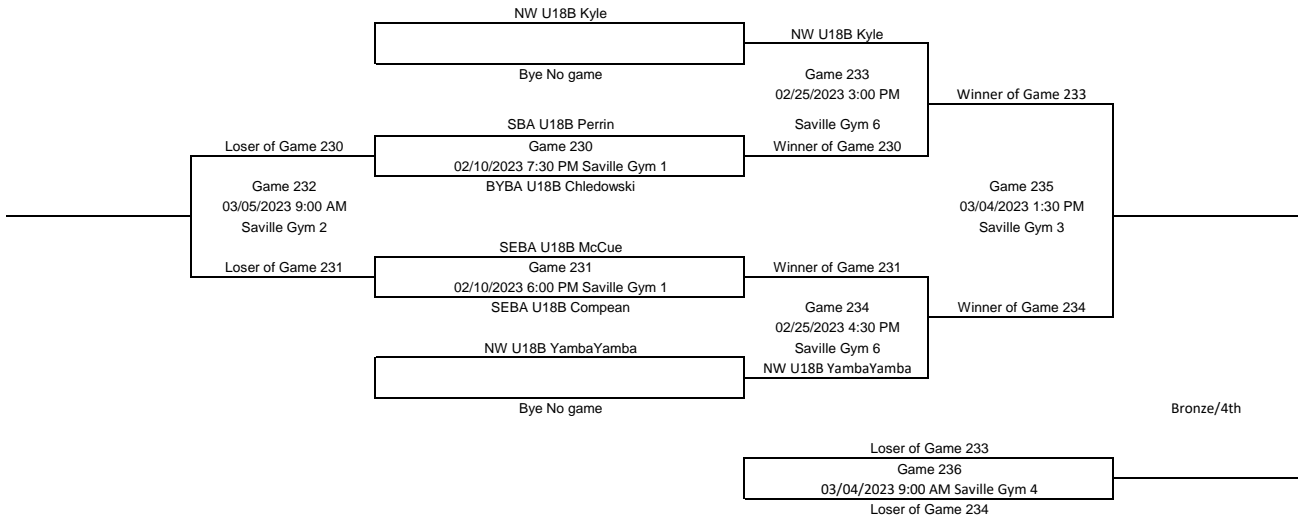 NW U18B Kyle
NW U18B Kyle
Bye No game
Game 233
02/25/2023 3:00 PM
Winner of Game 233
SBA U18B Perrin
Saville Gym 6
Loser of Game 230
Game 230
Winner of Game 230
02/10/2023 7:30 PM Saville Gym 1
Game 232
BYBA U18B Chledowski
Game 235
03/05/2023 9:00 AM
03/04/2023 1:30 PM
Saville Gym 2
Saville Gym 3
SEBA U18B McCue
Loser of Game 231
Game 231
Winner of Game 231
02/10/2023 6:00 PM Saville Gym 1
SEBA U18B Compean
Game 234
Winner of Game 234
02/25/2023 4:30 PM
NW U18B YambaYamba
Saville Gym 6
NW U18B YambaYamba
Bye No game
Bronze/4th
Loser of Game 233
Game 236
03/04/2023 9:00 AM Saville Gym 4
Loser of Game 234